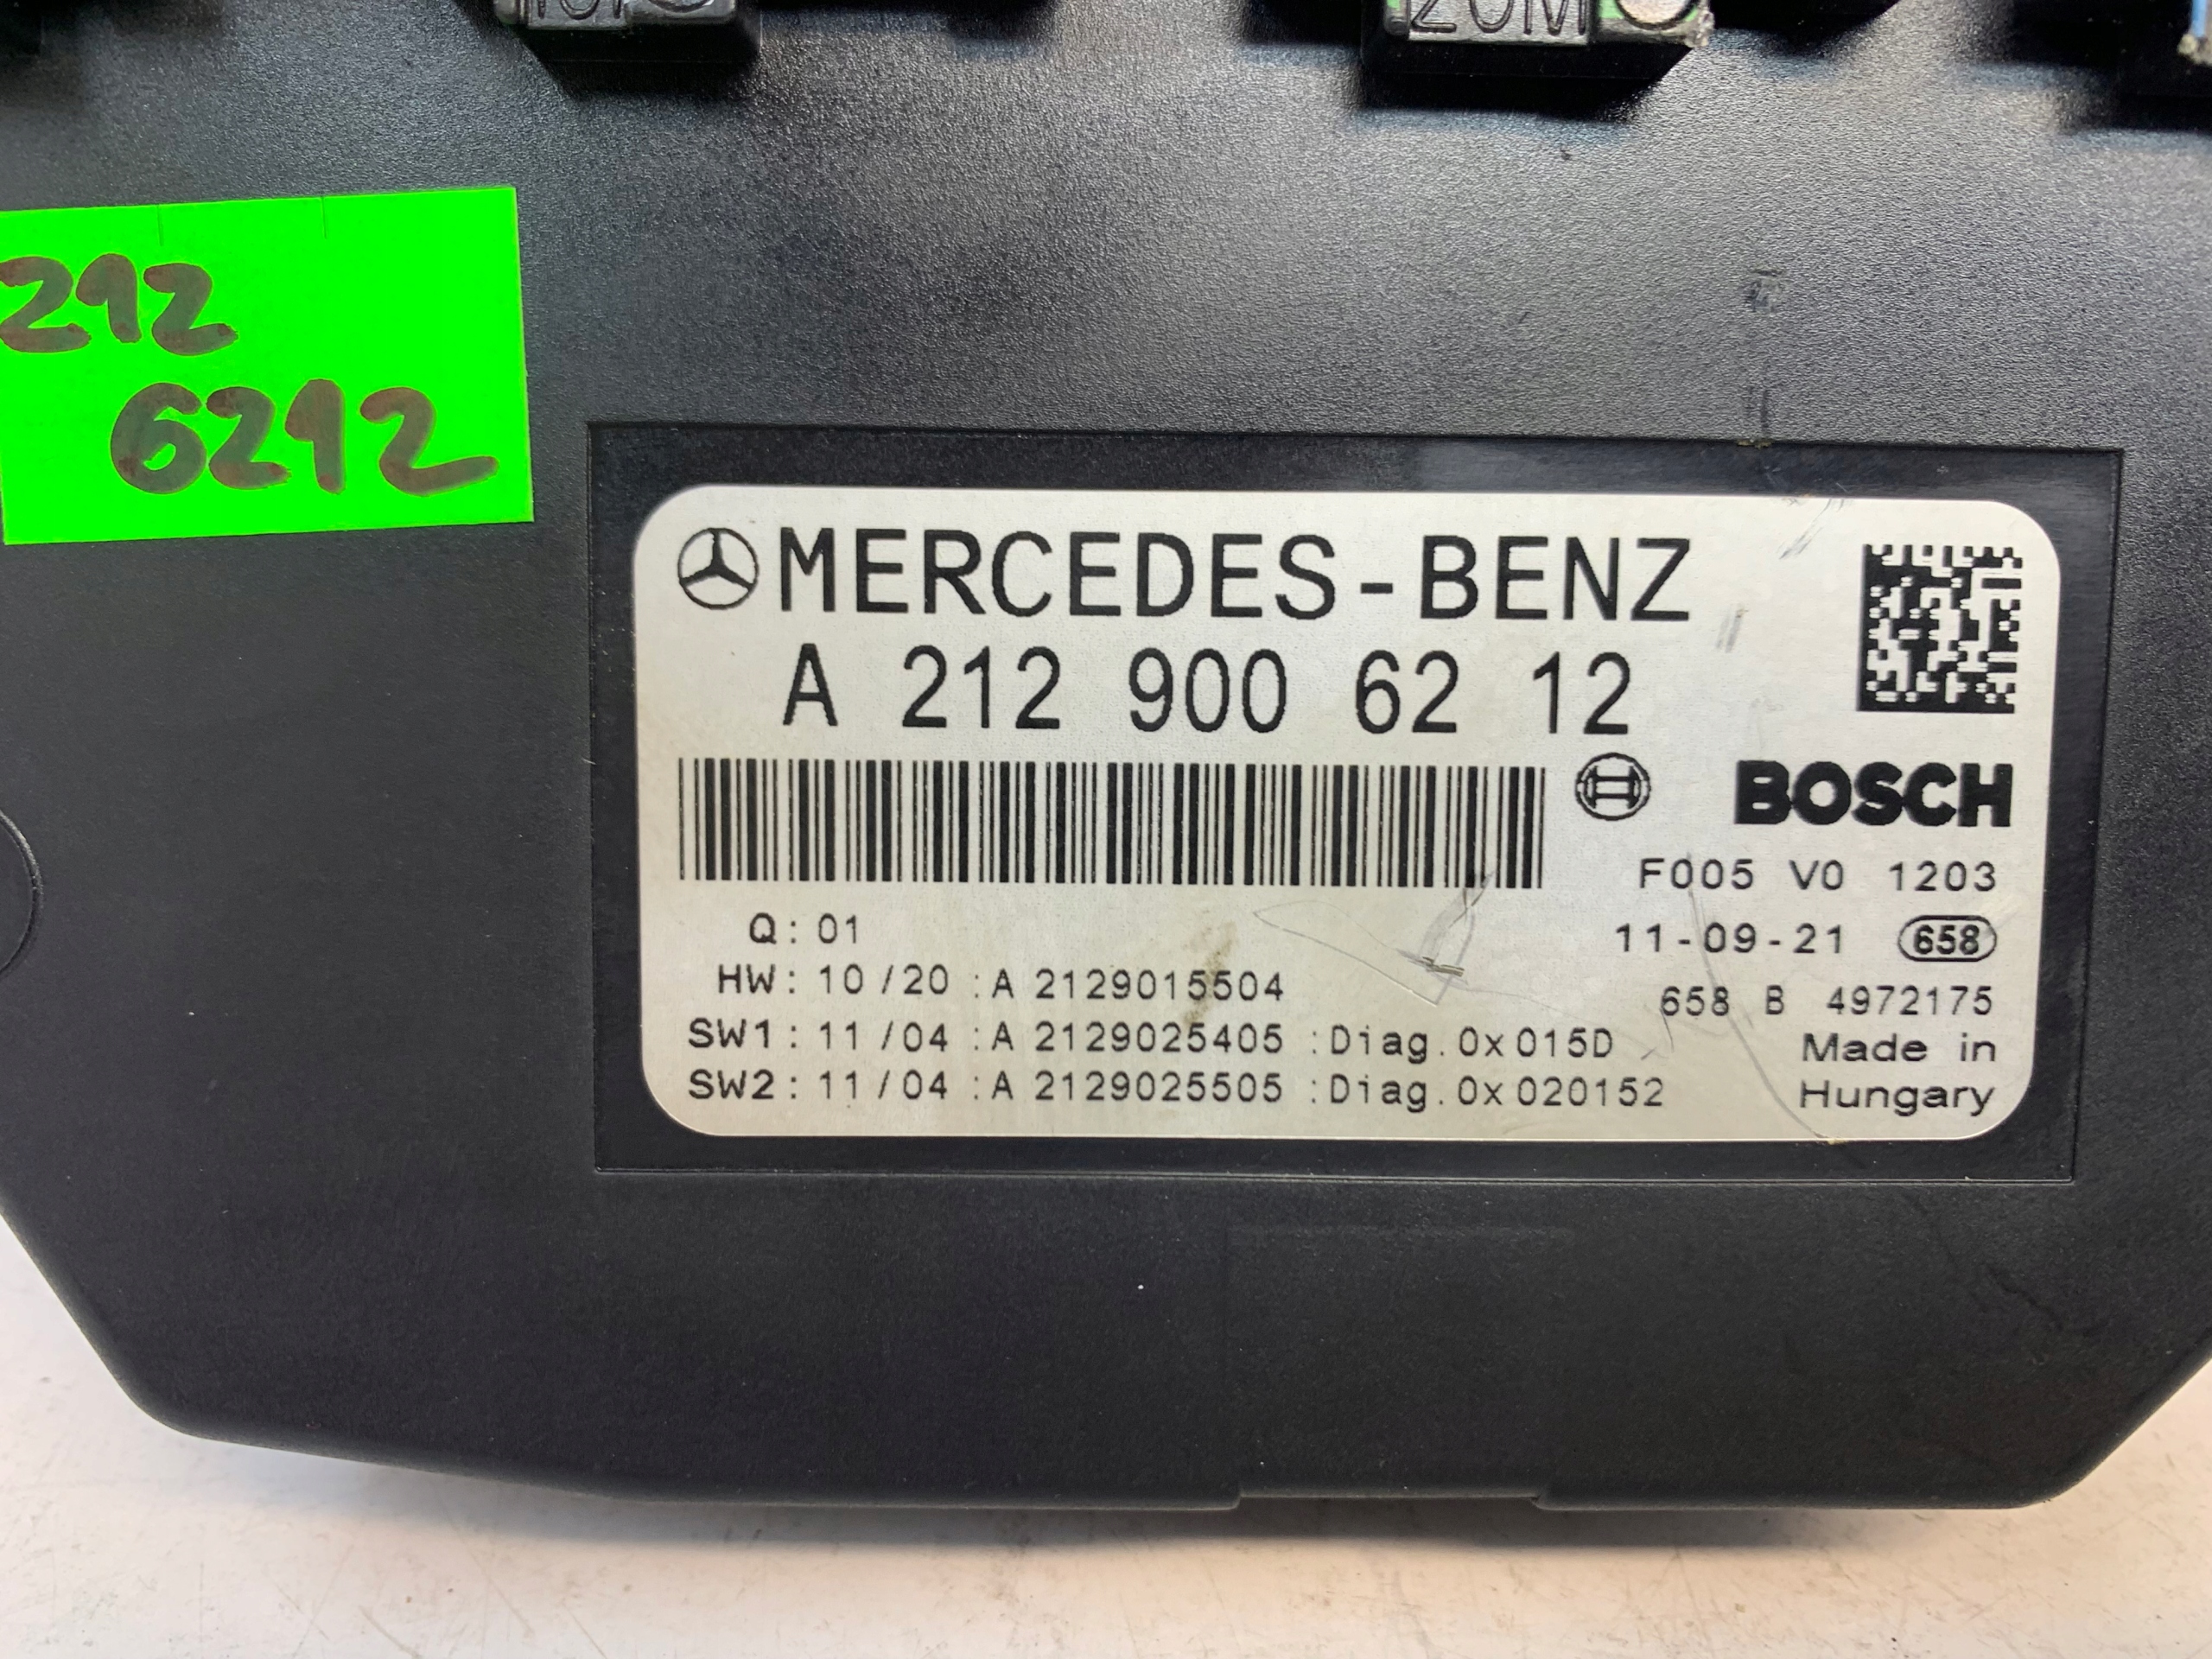 20M
212
6212
MERCEDES-BENZ
A 212 900 62 12
BOSCH
F005 V0 1203
Q: 01
11-09-21 658
HW: 10/20 :A 2129015504
658 B 4972175
SW1: 11/04 :A 2129025405 :Diag.0x015D
Made in
SW2: 11/04 :A 2129025505 :Diag.0x020152
Hungary